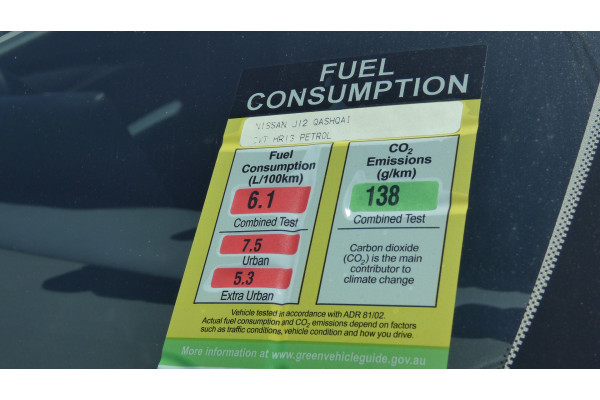 FUEL
CONSUMPTION
NISSAN J12 QASHQAI
CVT HR13 PETROL
Fuel
Consumption
(L/100km)
6.1
Combined Test
7.5
Urban
5.3
Extra Urban
CO₂
Emissions
(g/km)
138
Combined Test
Carbon dioxide
(CO₂) is the main
contributor to
climate change
Vehicle tested in accordance with ADR 81/02.
Actual fuel consumption and CO₂ emissions depend on factors
such as traffic conditions, vehicle condition and how you drive.
More information at www.greenvehicleguide.gov.au